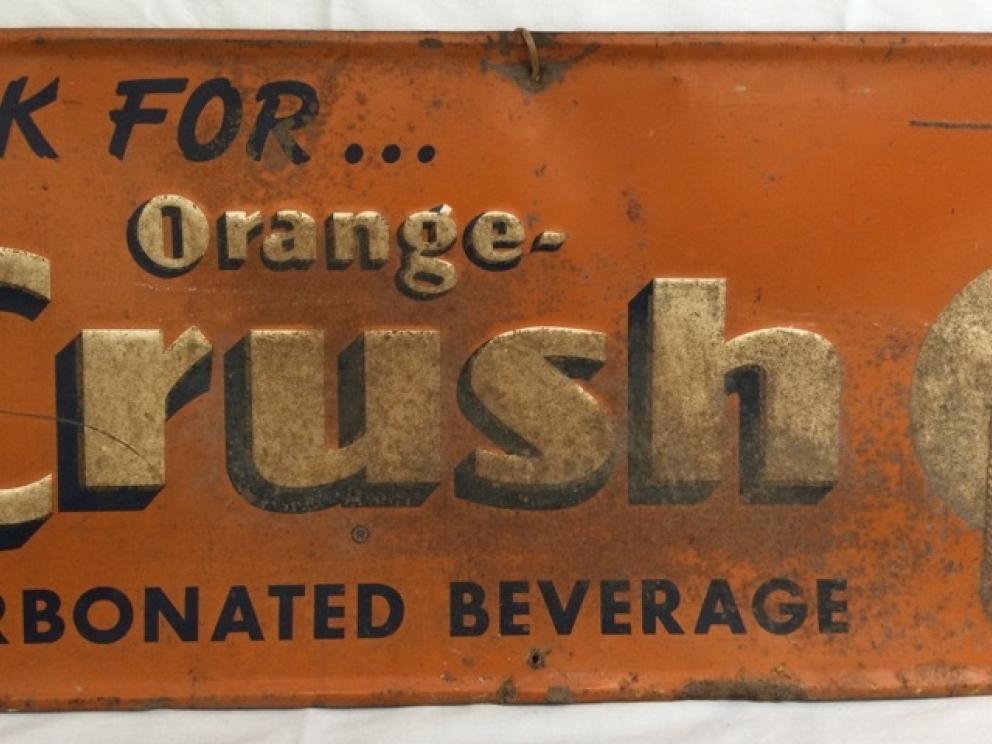 K FOR...
Orange-
Crush
®
RBONATED BEVERAGE